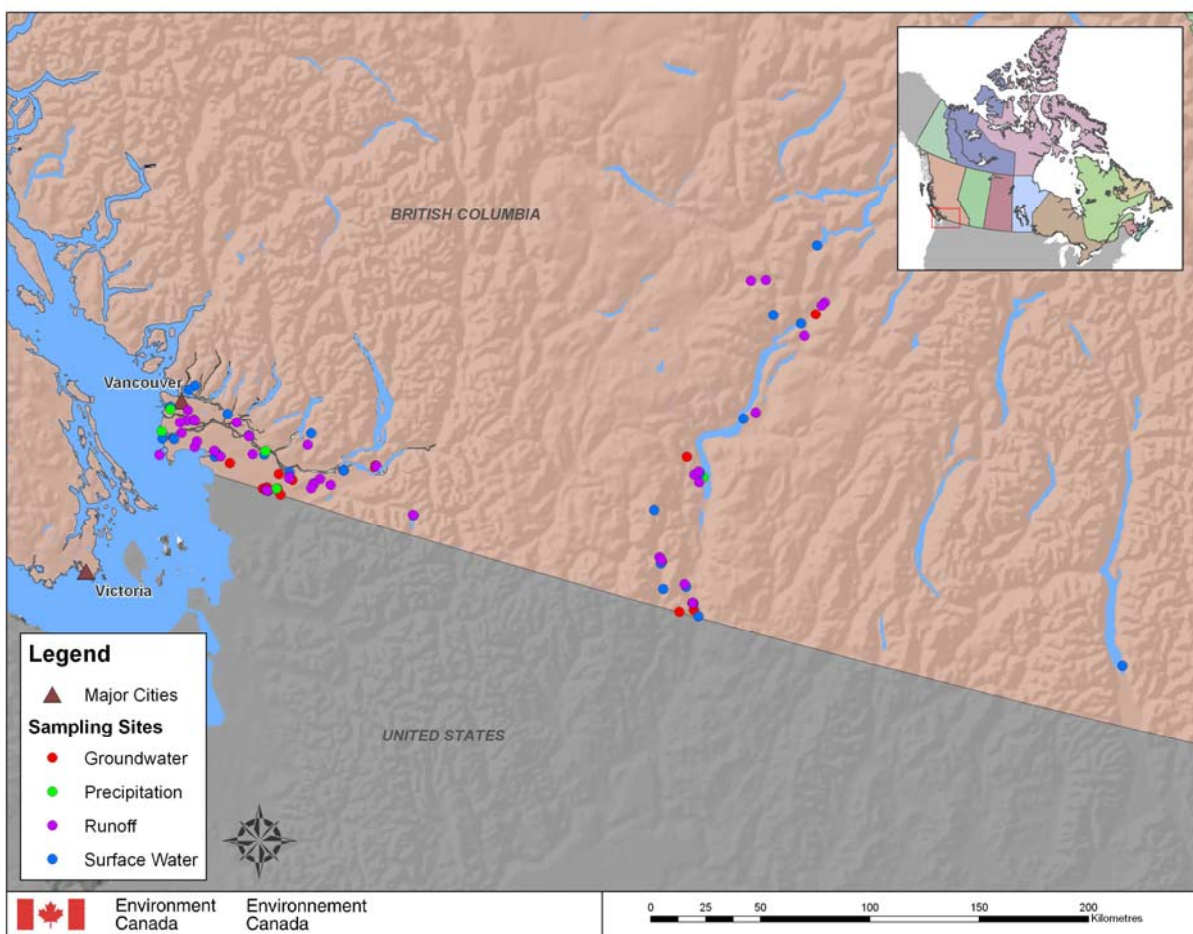 BRITISH COLUMBIA
Vancouver
Victoria
UNITED STATES
Legend
Major Cities
Sampling Sites
Groundwater
Precipitation
Runoff
Surface Water
Environment Environnement
Canada Canada
0 25 50 100 150 200
Kilometres